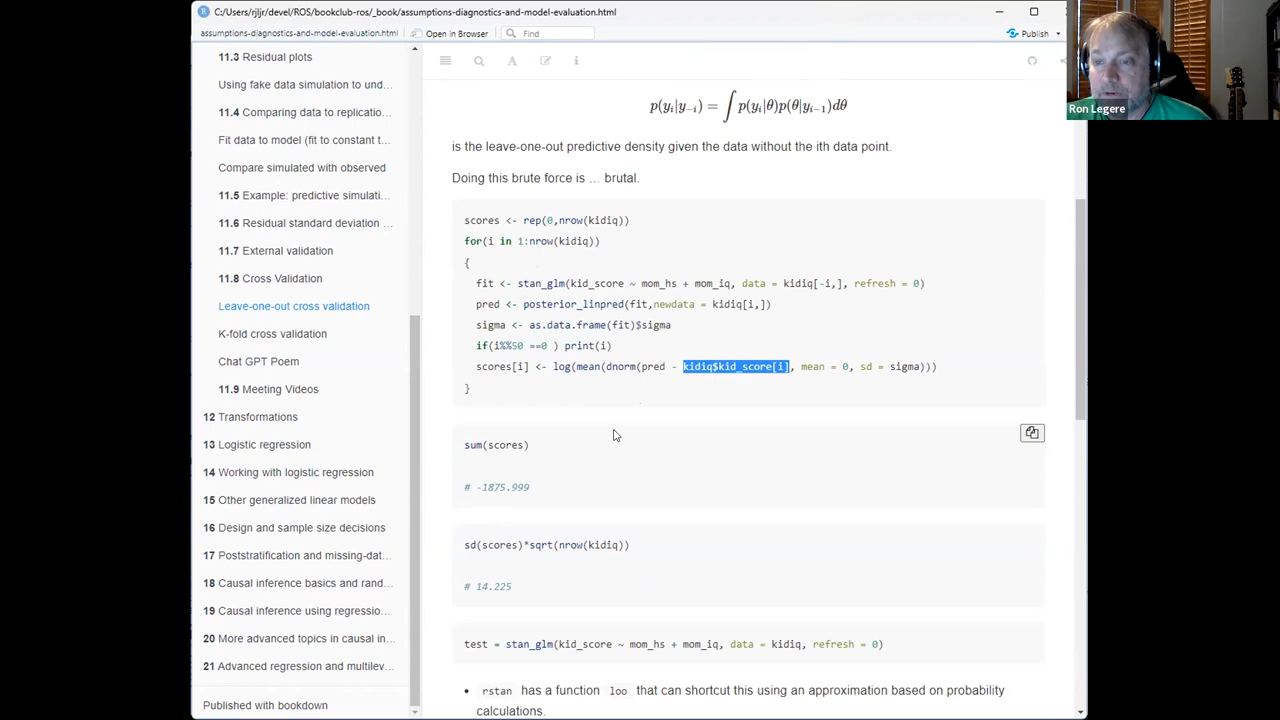 C:/Users/rjljr/devel/ROS/bookclub-ros/_book/assumptions-diagnostics-and-model-evaluation.html
assumptions-diagnostics-and-model-evaluation.html
Open in Browser
Find
Publish
Ron Legere
11.3 Residual plots
Using fake data simulation to und...
11.4 Comparing data to replicatio...
Fit data to model (fit to constant t...
Compare simulated with observed
11.5 Example: predictive simulati...
11.6 Residual standard deviation ...
11.7 External validation
11.8 Cross Validation
Leave-one-out cross validation
K-fold cross validation
Chat GPT Poem
11.9 Meeting Videos
12 Transformations
13 Logistic regression
14 Working with logistic regression
15 Other generalized linear models
16 Design and sample size decisions
17 Poststratification and missing-dat...
18 Causal inference basics and rand...
19 Causal inference using regressio...
20 More advanced topics in causal in...
21 Advanced regression and multilev...
Published with bookdown
p(y_i|y_{−i}) = ∫ p(y_i|θ)p(θ|y_{i−1})dθ
is the leave-one-out predictive density given the data without the ith data point.
Doing this brute force is … brutal.
scores <- rep(0,nrow(kidiq))
for(i in 1:nrow(kidiq))
{
fit <- stan_glm(kid_score ~ mom_hs + mom_iq, data = kidiq[-i,], refresh = 0)
pred <- posterior_linpred(fit,newdata = kidiq[i,])
sigma <- as.data.frame(fit)$sigma
if(i%%50 ==0 ) print(i)
scores[i] <- log(mean(dnorm(pred - kidiq$kid_score[i], mean = 0, sd = sigma)))
}
sum(scores)
# -1875.999
sd(scores)*sqrt(nrow(kidiq))
# 14.225
test = stan_glm(kid_score ~ mom_hs + mom_iq, data = kidiq, refresh = 0)
• rstan has a function loo that can shortcut this using an approximation based on probability
calculations.